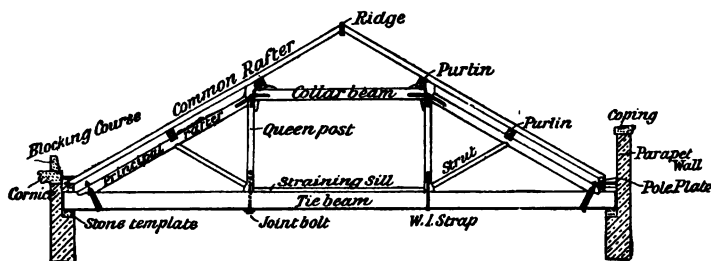 Ridge
Common Rafter
Purlin
Collar beam
Coping
Blocking Course
Principal Rafter
Queen post
Purlin
Parapet
Wall
Strut
Cornice
Straining Sill
Pole Plate
Tie beam
Stone template
Joint bolt
W.I. Strap